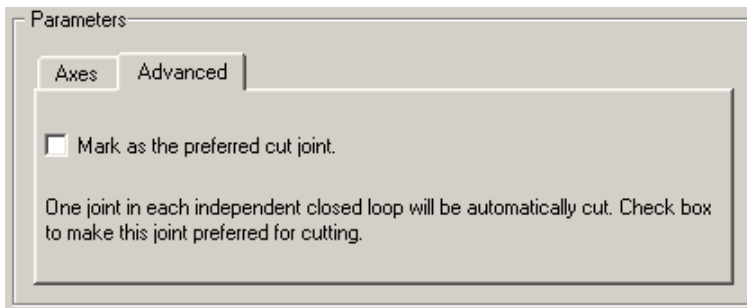 Parameters
Axes
Advanced
Mark as the preferred cut joint.
One joint in each independent closed loop will be automatically cut. Check box
to make this joint preferred for cutting.